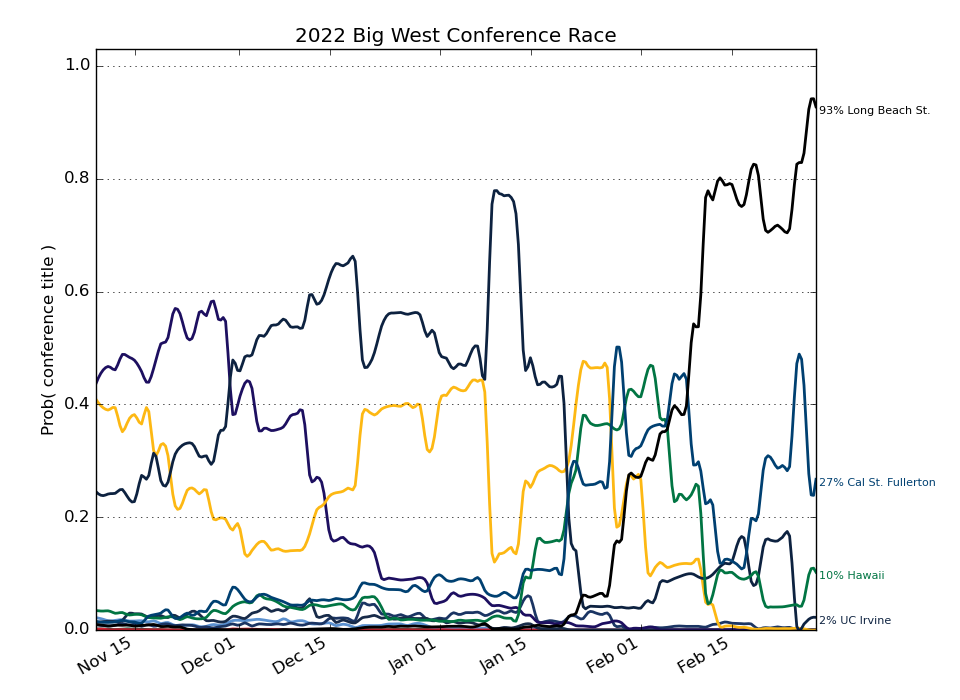 2022 Big West Conference Race
Prob( conference title )
1.0
0.8
0.6
0.4
0.2
0.0
Nov 15
Dec 01
Dec 15
Jan 01
Jan 15
Feb 01
Feb 15
93% Long Beach St.
27% Cal St. Fullerton
10% Hawaii
2% UC Irvine